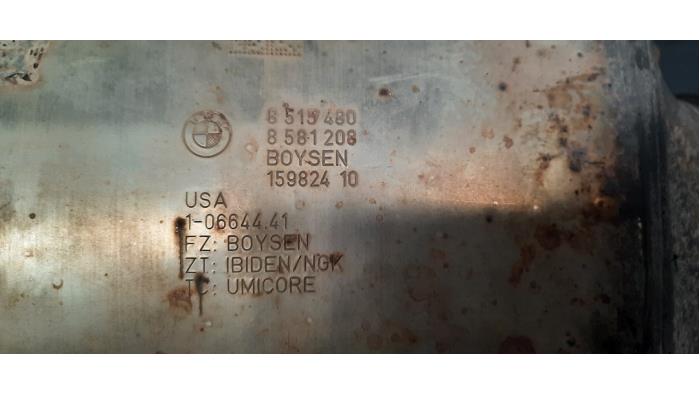 8 515 480
8 581 208
BOYSEN
159824 10
USA
1-06644.41
FZ: BOYSEN
ZT: IBIDEN/NGK
TC: UMICORE